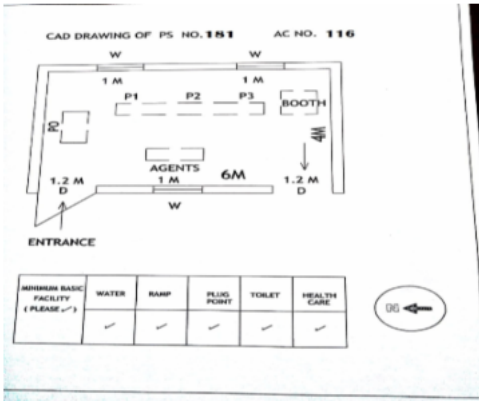 CAD DRAWING OF PS NO.181 AC NO. 116
W W
1 M 1 M
P1 P2 P3
BOOTH
PO
4M
AGENTS
1.2 M 1 M 6M 1.2 M
D W D
ENTRANCE
MINIMUM BASIC FACILITY (PLEASE ✓) WATER RAMP PLUG POINT TOILET HEALTH CARE
✓ ✓ ✓ ✓ ✓
N